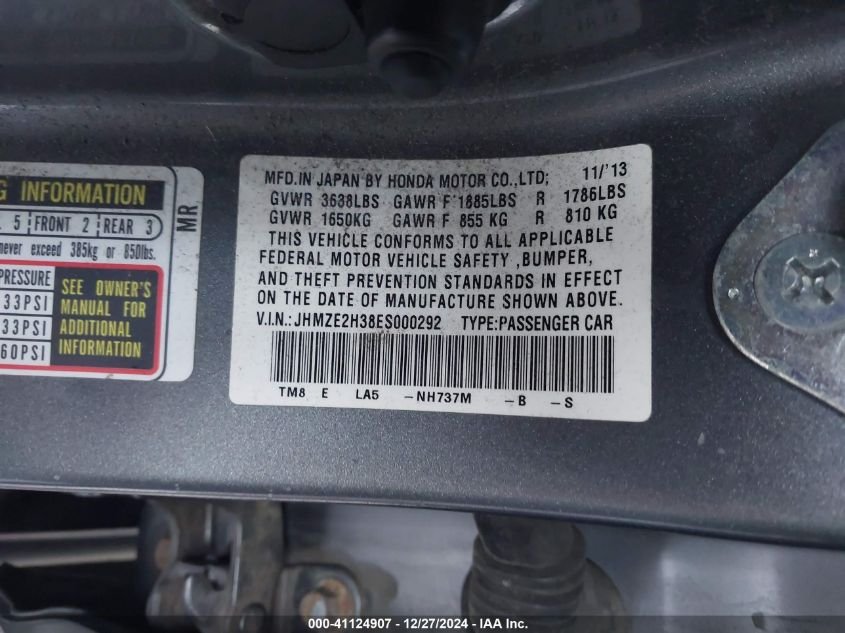 G INFORMATION
L 5 FRONT 2 REAR 3
never exceed 385kg or 850lbs.
PRESSURE
33PSI
33PSI
60PSI
SEE OWNER'S
MANUAL FOR
ADDITIONAL
INFORMATION
MR
MFD.IN JAPAN BY HONDA MOTOR CO.,LTD; 11/'13
GVWR 3638LBS GAWR F 1885LBS R 1786LBS
GVWR 1650KG GAWR F 855 KG R 810 KG
THIS VEHICLE CONFORMS TO ALL APPLICABLE
FEDERAL MOTOR VEHICLE SAFETY ,BUMPER,
AND THEFT PREVENTION STANDARDS IN EFFECT
ON THE DATE OF MANUFACTURE SHOWN ABOVE.
V.I.N.:JHMZE2H38ES000292 TYPE:PASSENGER CAR
TM8 E LA5 -NH737M -B -S
000-41124907 - 12/27/2024 - IAA Inc.